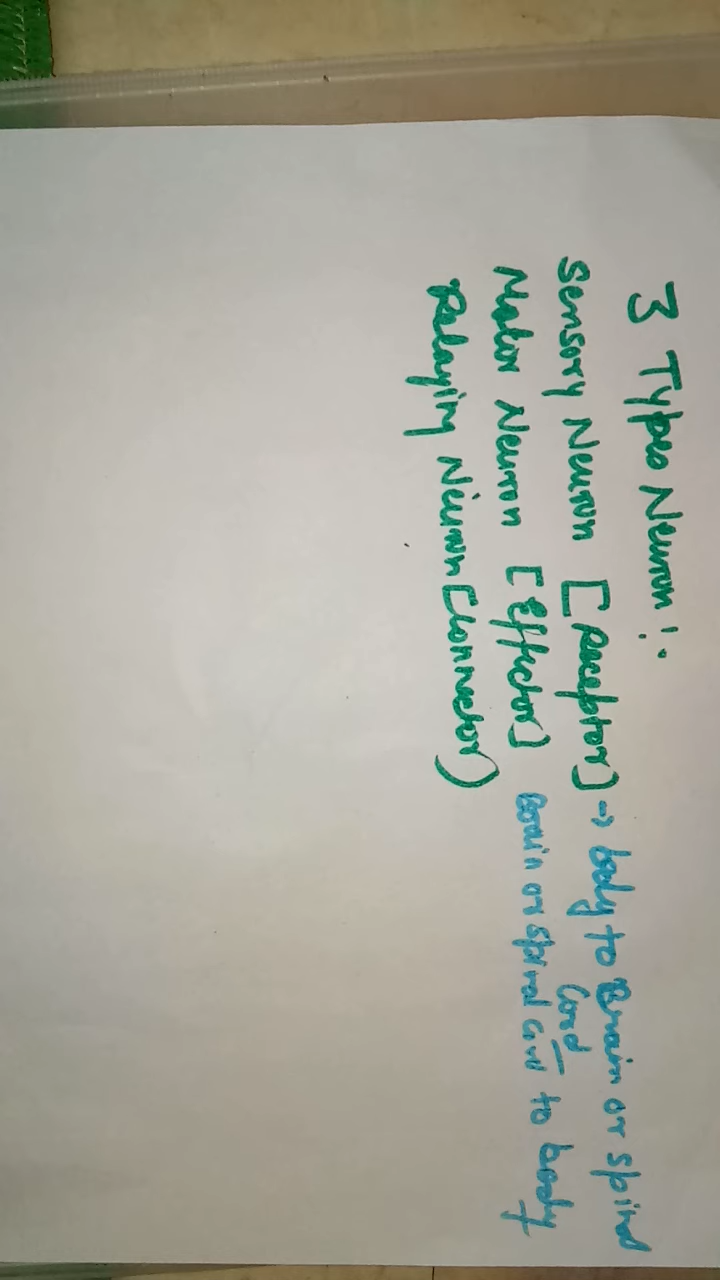 3 Types Neuron :-
Sensory Neuron [Receptor] → body to Brain or spinal
Cord
Motor Neuron [Effector] Brain or spinal Cord to body
Relaying Neuron (Connector)